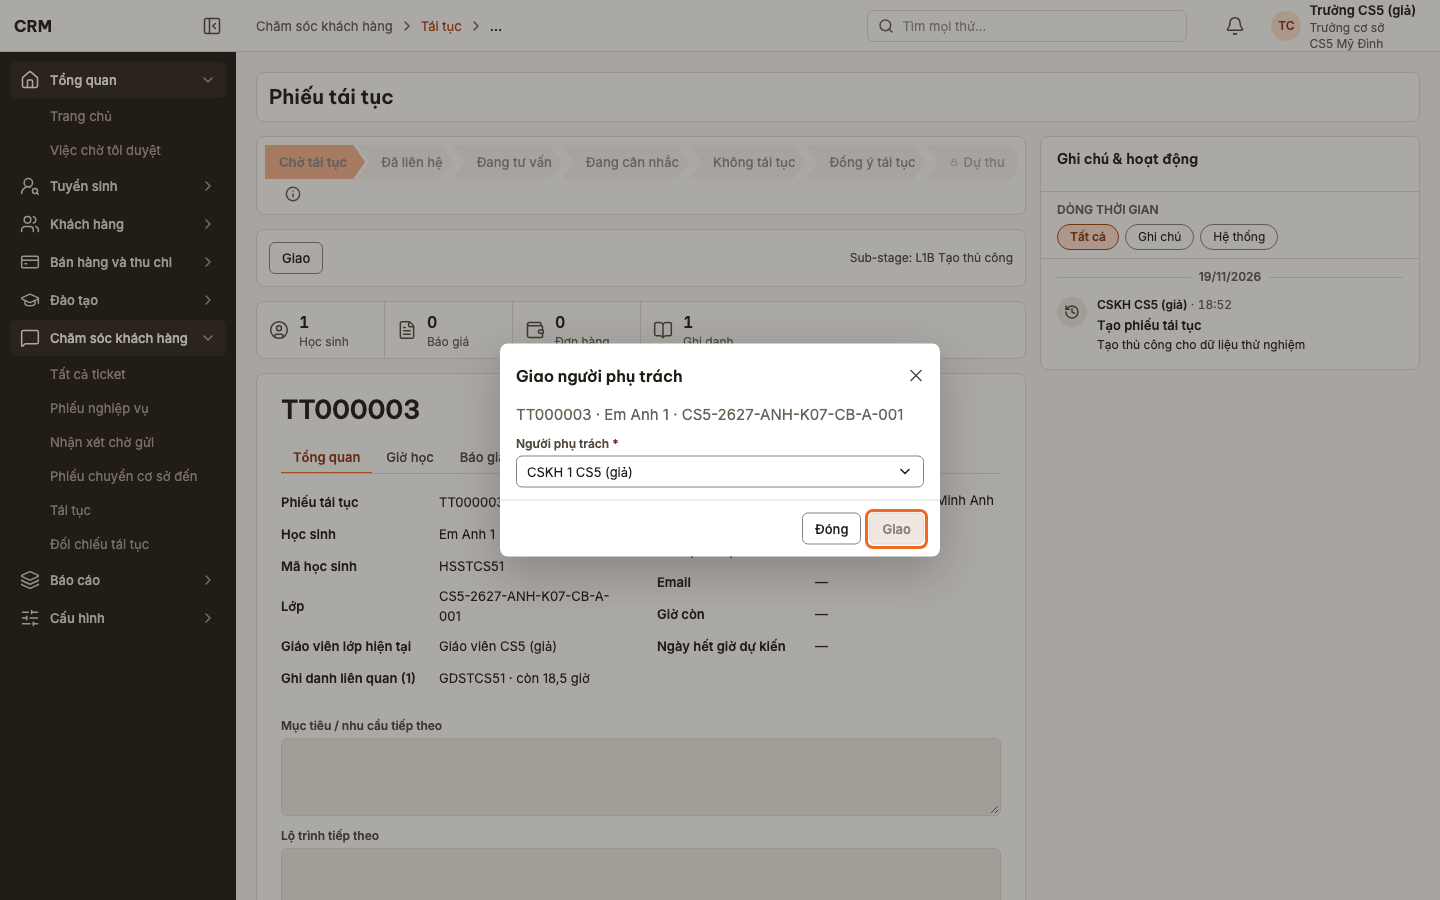 CRM
Chăm sóc khách hàng
Tái tục
...
Tìm mọi thứ...
TC
Trưởng CS5 (giả)
Trưởng cơ sở
CS5 Mỹ Đình
Tổng quan
Trang chủ
Việc chờ tôi duyệt
Tuyển sinh
Khách hàng
Bán hàng và thu chi
Đào tạo
Chăm sóc khách hàng
Tất cả ticket
Phiếu nghiệp vụ
Nhận xét chờ gửi
Phiếu chuyển cơ sở đến
Tái tục
Đối chiếu tái tục
Báo cáo
Cấu hình
Phiếu tái tục
Chờ tái tục
Đã liên hệ
Đang tư vấn
Đang cân nhắc
Không tái tục
Đồng ý tái tục
Dự thu
Giao
Sub-stage: L1B Tạo thủ công
1
Học sinh
0
Báo giá
0
Đơn hàng
1
Ghi danh
TT000003
Tổng quan
Giờ học
Báo giá
Phiếu tái tục
TT000003
Minh Anh
Học sinh
Em Anh 1
Mã học sinh
HSSTCS51
Lớp
CS5-2627-ANH-K07-CB-A-
001
Giáo viên lớp hiện tại
Giáo viên CS5 (giả)
Ghi danh liên quan (1)
GDSTCS51 · còn 18,5 giờ
Email
—
Giờ còn
—
Ngày hết giờ dự kiến
—
Mục tiêu / nhu cầu tiếp theo
Lộ trình tiếp theo
Giao người phụ trách
TT000003 · Em Anh 1 · CS5-2627-ANH-K07-CB-A-001
Người phụ trách *
CSKH 1 CS5 (giả)
Đóng
Giao
Ghi chú & hoạt động
DÒNG THỜI GIAN
Tất cả
Ghi chú
Hệ thống
19/11/2026
CSKH CS5 (giả) · 18:52
Tạo phiếu tái tục
Tạo thủ công cho dữ liệu thử nghiệm